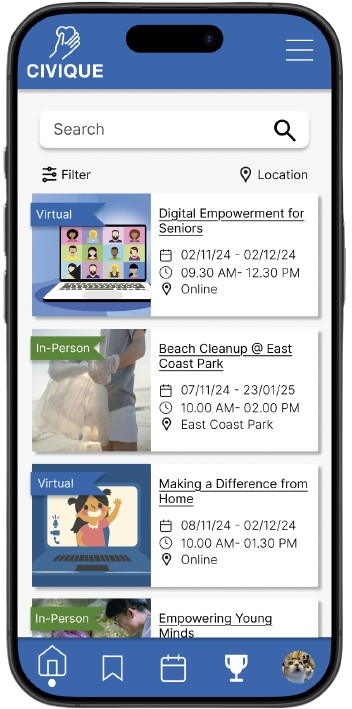 CIVIQUE
Search
Filter
Location
Virtual
Digital Empowerment for
Seniors
02/11/24 - 02/12/24
09.30 AM- 12.30 PM
Online
In-Person
Beach Cleanup @ East
Coast Park
07/11/24 - 23/01/25
10.00 AM- 02.00 PM
East Coast Park
Virtual
Making a Difference from
Home
08/11/24 - 02/12/24
10.00 AM- 01.30 PM
Online
In-Person
Empowering Young
Minds